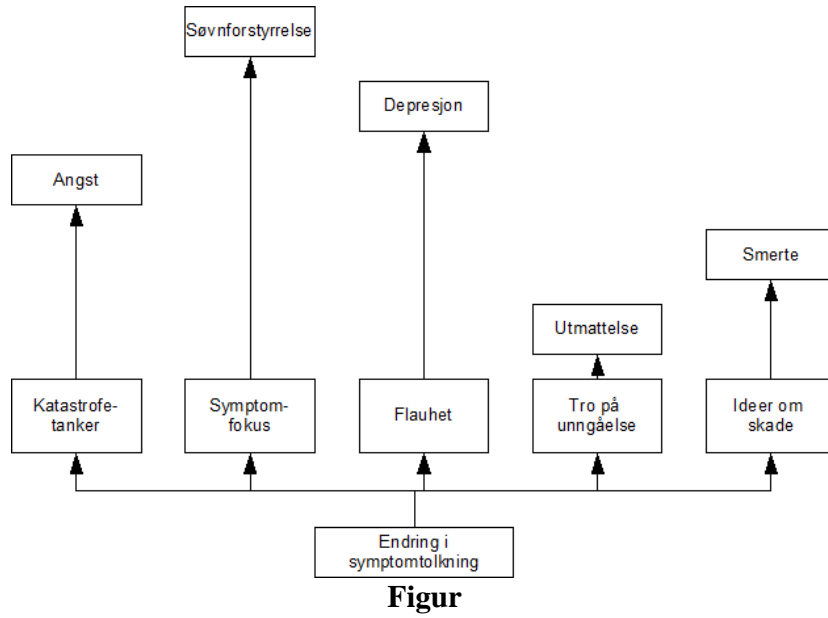 Søvnforstyrrelse
Depresjon
Angst
Smerte
Utmattelse
Katastrofe-
tanker
Symptom-
fokus
Flauhet
Tro på
unngåelse
Ideer om
skade
Endring i
symptomtolkning
Figur